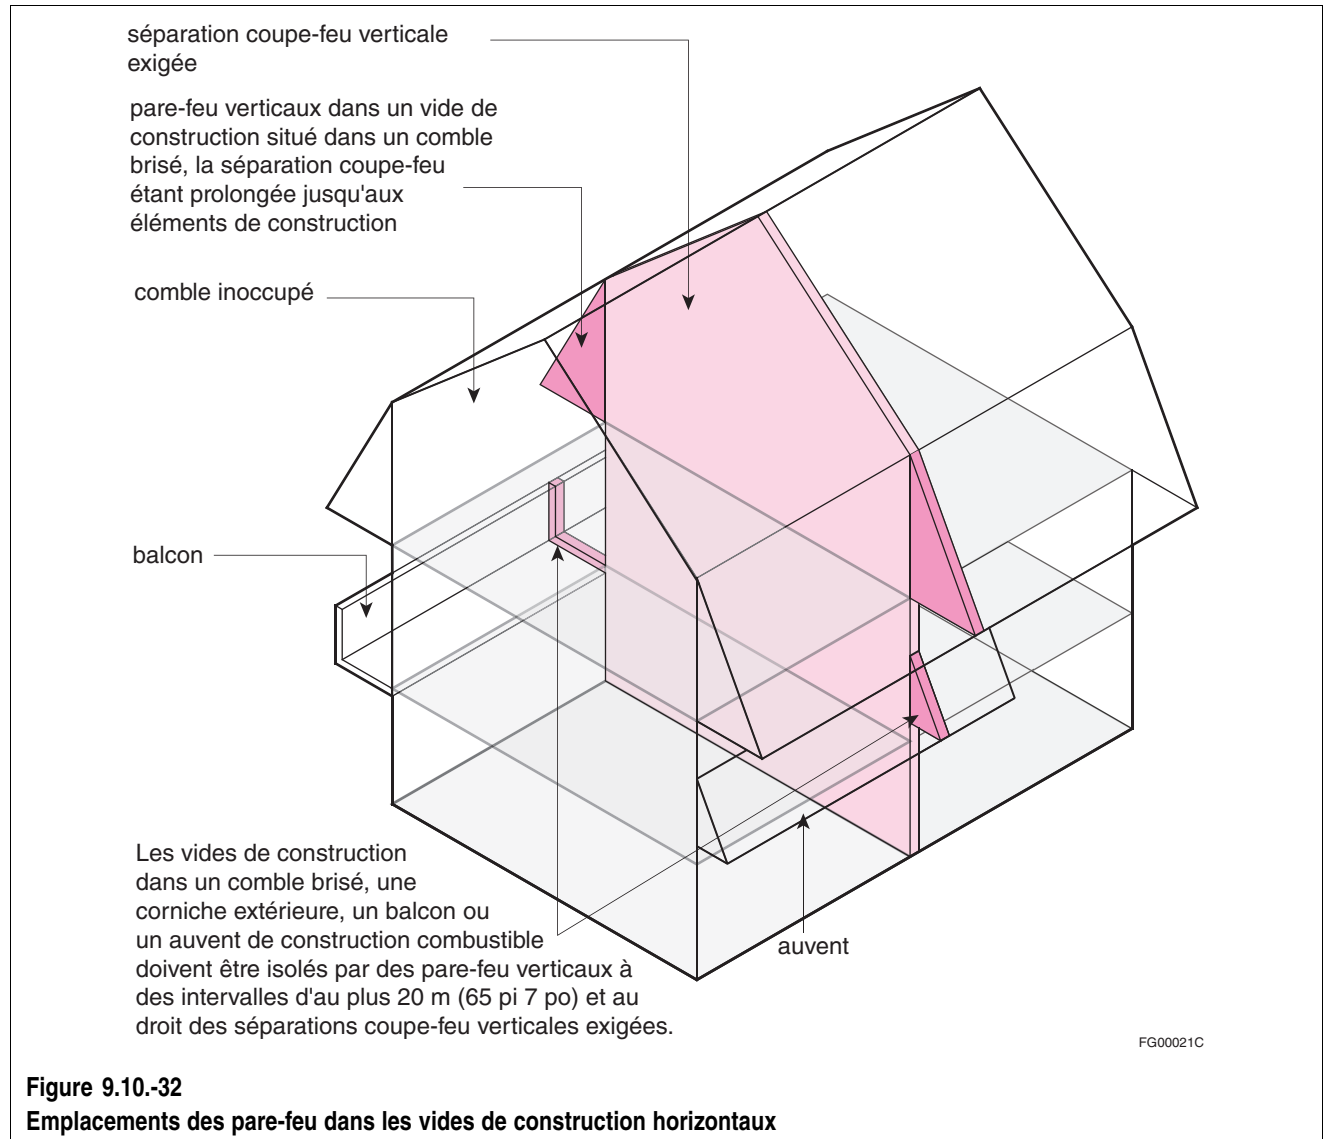 séparation coupe-feu verticale
exigée
pare-feu verticaux dans un vide de
construction situé dans un comble
brisé, la séparation coupe-feu
étant prolongée jusqu'aux
éléments de construction
comble inoccupé
balcon
Les vides de construction
dans un comble brisé, une
corniche extérieure, un balcon ou
un auvent de construction combustible
doivent être isolés par des pare-feu verticaux à
des intervalles d'au plus 20 m (65 pi 7 po) et au
droit des séparations coupe-feu verticales exigées.
auvent
FG00021C
Figure 9.10.-32
Emplacements des pare-feu dans les vides de construction horizontaux